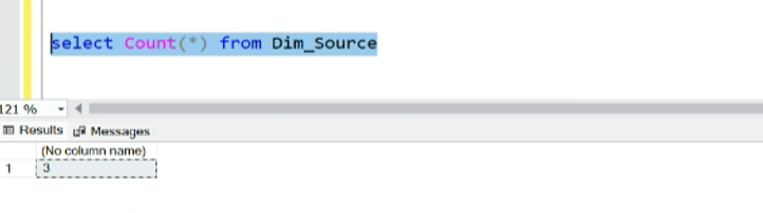 select Count(*) from Dim_Source
121 %
Results Messages
(No column name)
1 3